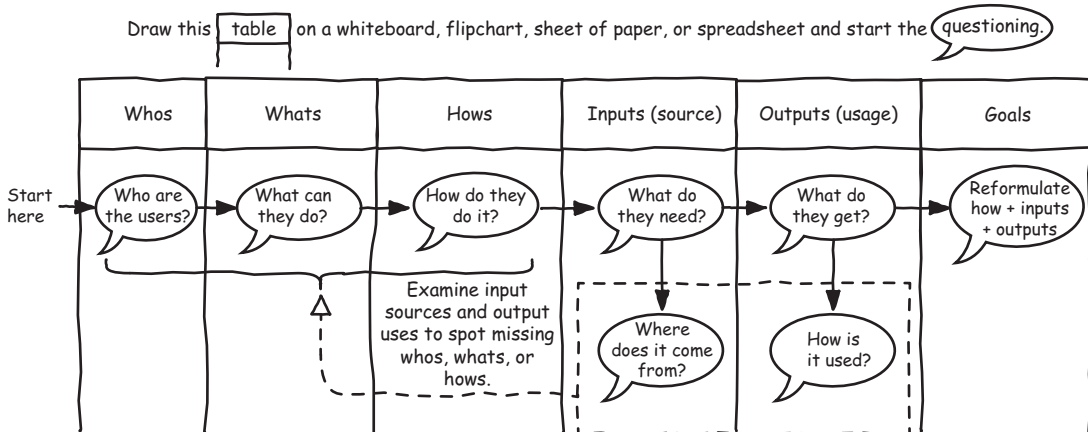 Draw this table on a whiteboard, flipchart, sheet of paper, or spreadsheet and start the questioning.
Whos
Whats
Hows
Inputs (source)
Outputs (usage)
Goals
Start
here
Who are
the users?
What can
they do?
How do they
do it?
What do
they need?
What do
they get?
Reformulate
how + inputs
+ outputs
Examine input
sources and output
uses to spot missing
whos, whats, or
hows.
Where
does it come
from?
How is
it used?